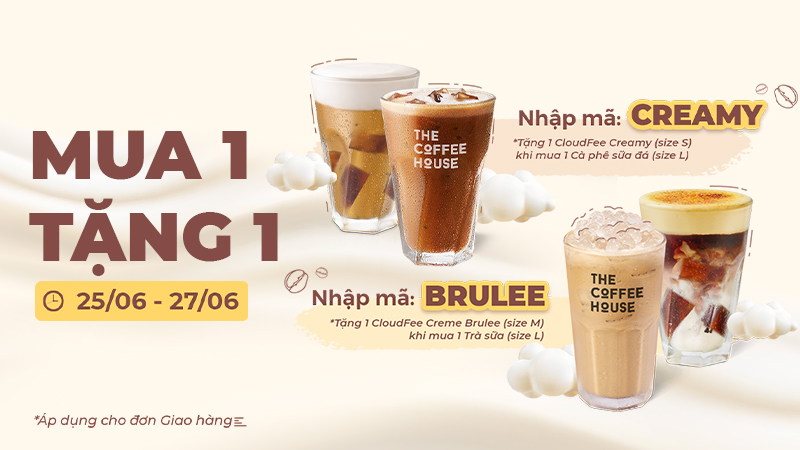 MUA 1
TẶNG 1
25/06 - 27/06
Nhập mã: CREAMY
*Tặng 1 CloudFee Creamy (size S)
khi mua 1 Cà phê sữa đá (size L)
THE
COFFEE
HOUSE
Nhập mã: BRULEE
*Tặng 1 CloudFee Creme Brulee (size M)
khi mua 1 Trà sữa (size L)
THE
COFFEE
HOUSE
*Áp dụng cho đơn Giao hàng